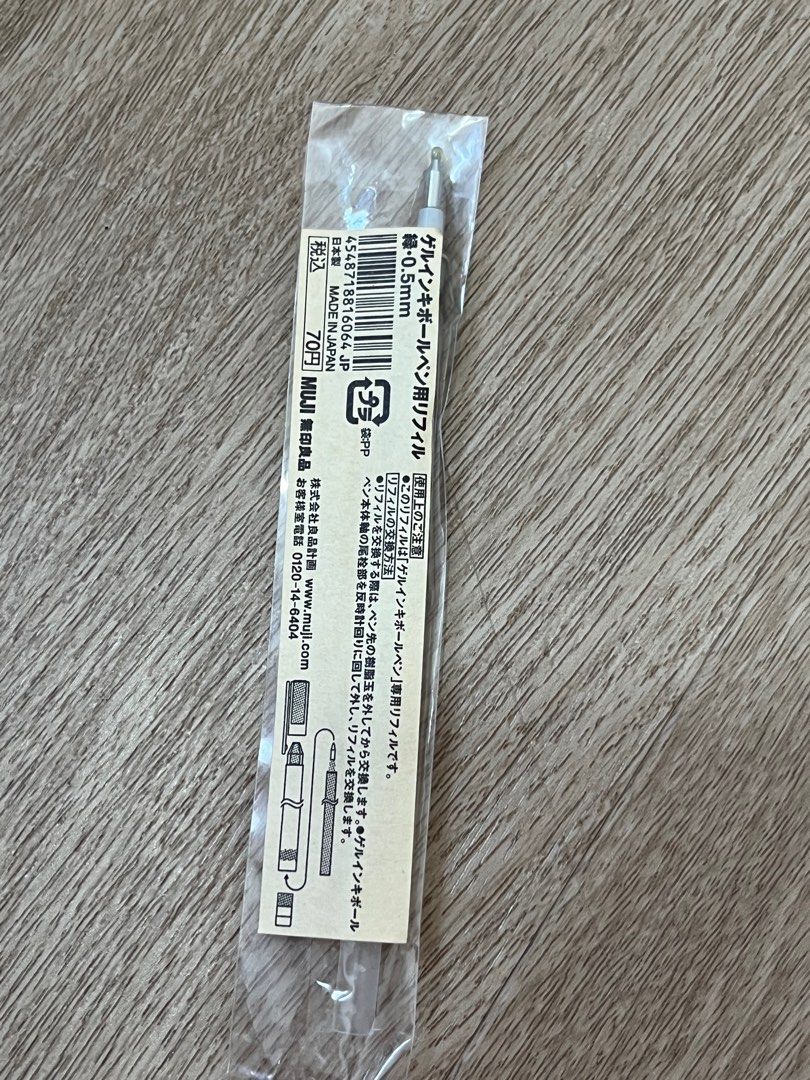 ゲルインキボールペン用リフィル
緑・0.5mm
4548718816064 JP
日本製 MADE IN JAPAN
税込 70円
プラ
袋:PP
MUJI 無印良品
使用上のご注意
●このリフィルは「ゲルインキボールペン」専用リフィルです。
リフィルの交換方法
●リフィルを交換する際は、ペン先の樹脂玉を外してから交換します。●ゲルインキボール
ペン本体軸の尾栓部を反時計回りに回して外し、リフィルを交換します。
株式会社良品計画 www.muji.com
お客様室電話 0120-14-6404